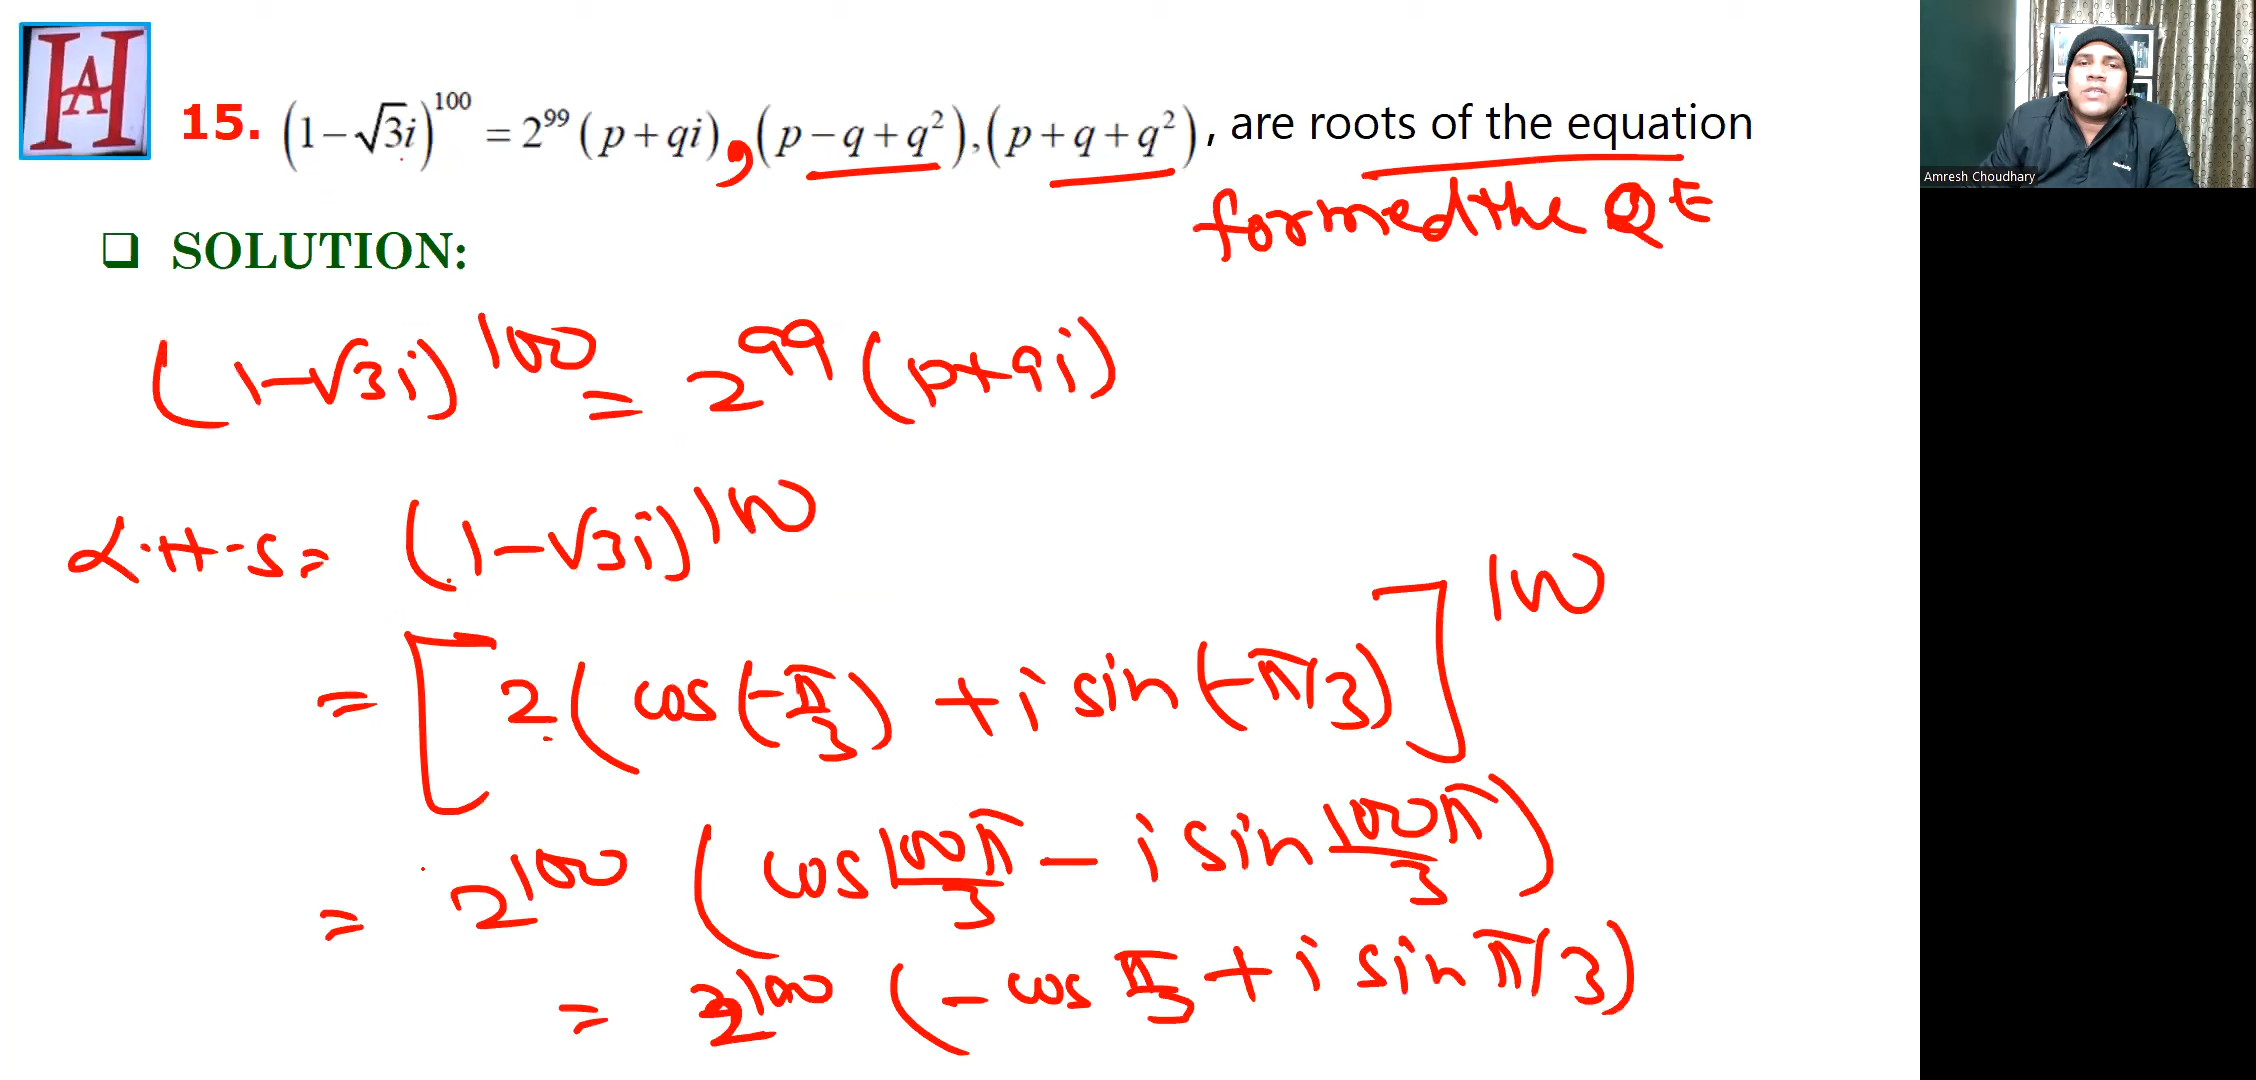 HA
15. (1-√3i)^100 = 2^99 (p+qi), (p-q+q²), (p+q+q²), are roots of the equation
formed the QE
Amresh Choudhary
❑ SOLUTION:
(1-√3i)^100 = 2^99 (p+qi)
L.H.S = (1-√3i)^100
= [2(cos(-π/3) + i sin(-π/3)]^100
= 2^100 (cos 100π/3 - i sin 100π/3)
= 2^100 (-cos π/3 + i sin π/3)